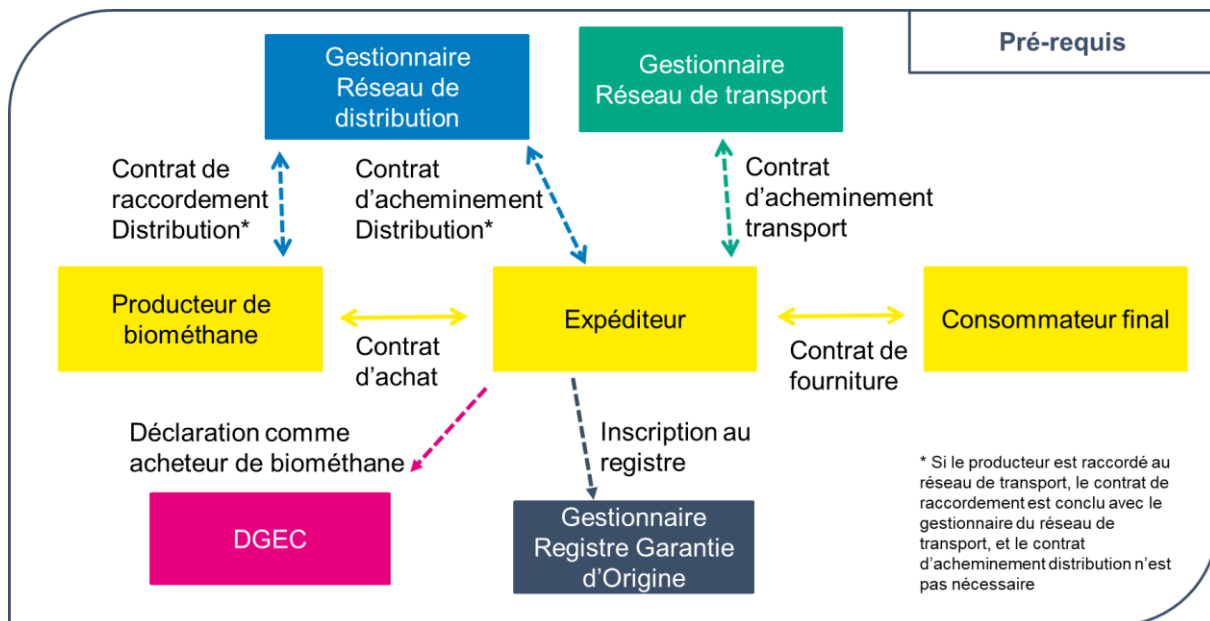 Pré-requis
Gestionnaire
Réseau de
distribution
Gestionnaire
Réseau de transport
Contrat de
raccordement
Distribution*
Contrat
d’acheminement
Distribution*
Contrat
d’acheminement
transport
Producteur de
biométhane
Contrat
d’achat
Expéditeur
Contrat de
fourniture
Consommateur final
Déclaration comme
acheteur de biométhane
DGEC
Inscription au
registre
Gestionnaire
Registre Garantie
d’Origine
* Si le producteur est raccordé au
réseau de transport, le contrat de
raccordement est conclu avec le
gestionnaire du réseau de
transport, et le contrat
d’acheminement distribution n’est
pas nécessaire